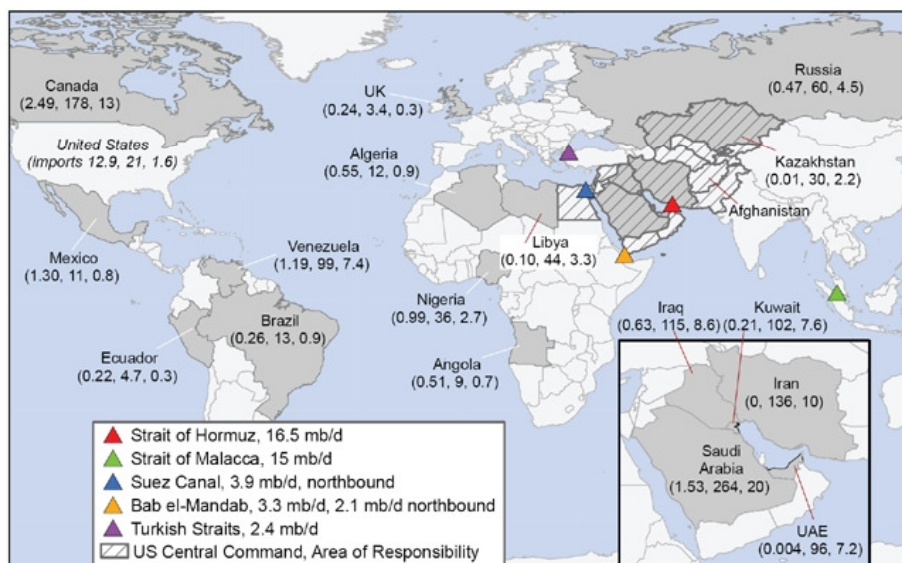 Canada
(2.49, 178, 13)
UK
(0.24, 3.4, 0.3)
Russia
(0.47, 60, 4.5)
United States
(imports 12.9, 21, 1.6)
Algeria
(0.55, 12, 0.9)
Kazakhstan
(0.01, 30, 2.2)
Afghanistan
Mexico
(1.30, 11, 0.8)
Venezuela
(1.19, 99, 7.4)
Libya
(0.10, 44, 3.3)
Nigeria
(0.99, 36, 2.7)
Brazil
(0.26, 13, 0.9)
Ecuador
(0.22, 4.7, 0.3)
Angola
(0.51, 9, 0.7)
Iraq
(0.63, 115, 8.6)
Kuwait
(0.21, 102, 7.6)
Iran
(0, 136, 10)
Saudi
Arabia
(1.53, 264, 20)
UAE
(0.004, 96, 7.2)
Strait of Hormuz, 16.5 mb/d
Strait of Malacca, 15 mb/d
Suez Canal, 3.9 mb/d, northbound
Bab el-Mandab, 3.3 mb/d, 2.1 mb/d northbound
Turkish Straits, 2.4 mb/d
US Central Command, Area of Responsibility